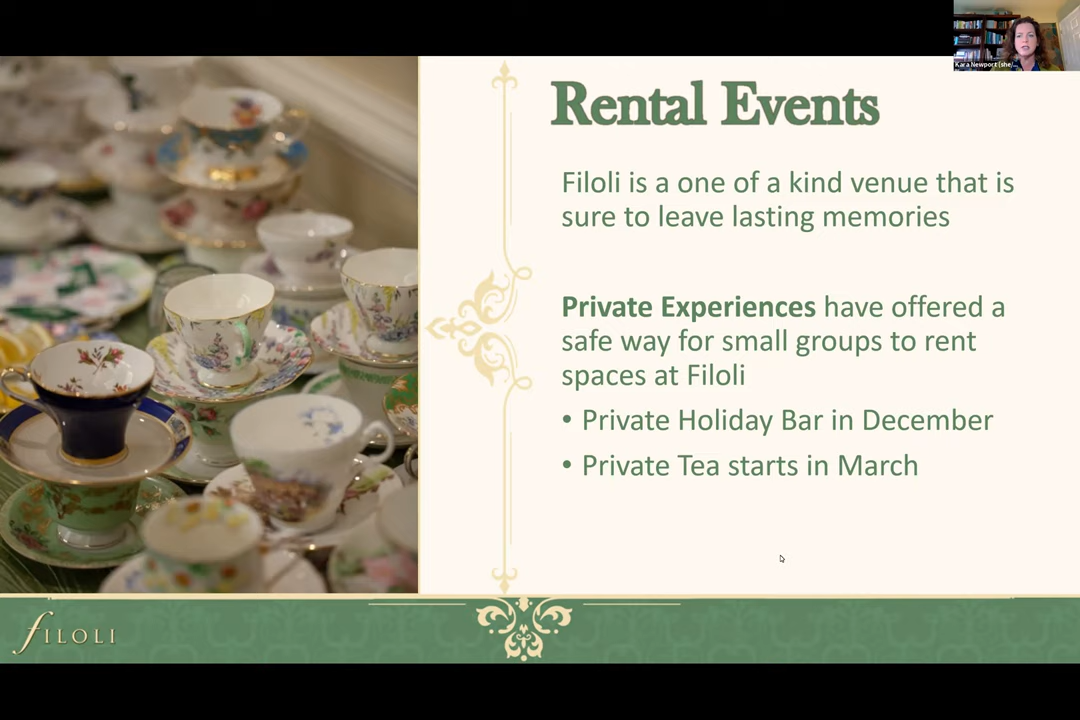 Kara Newport (she/...
Rental Events
Filoli is a one of a kind venue that is
sure to leave lasting memories
Private Experiences have offered a
safe way for small groups to rent
spaces at Filoli
• Private Holiday Bar in December
• Private Tea starts in March
FILOLI